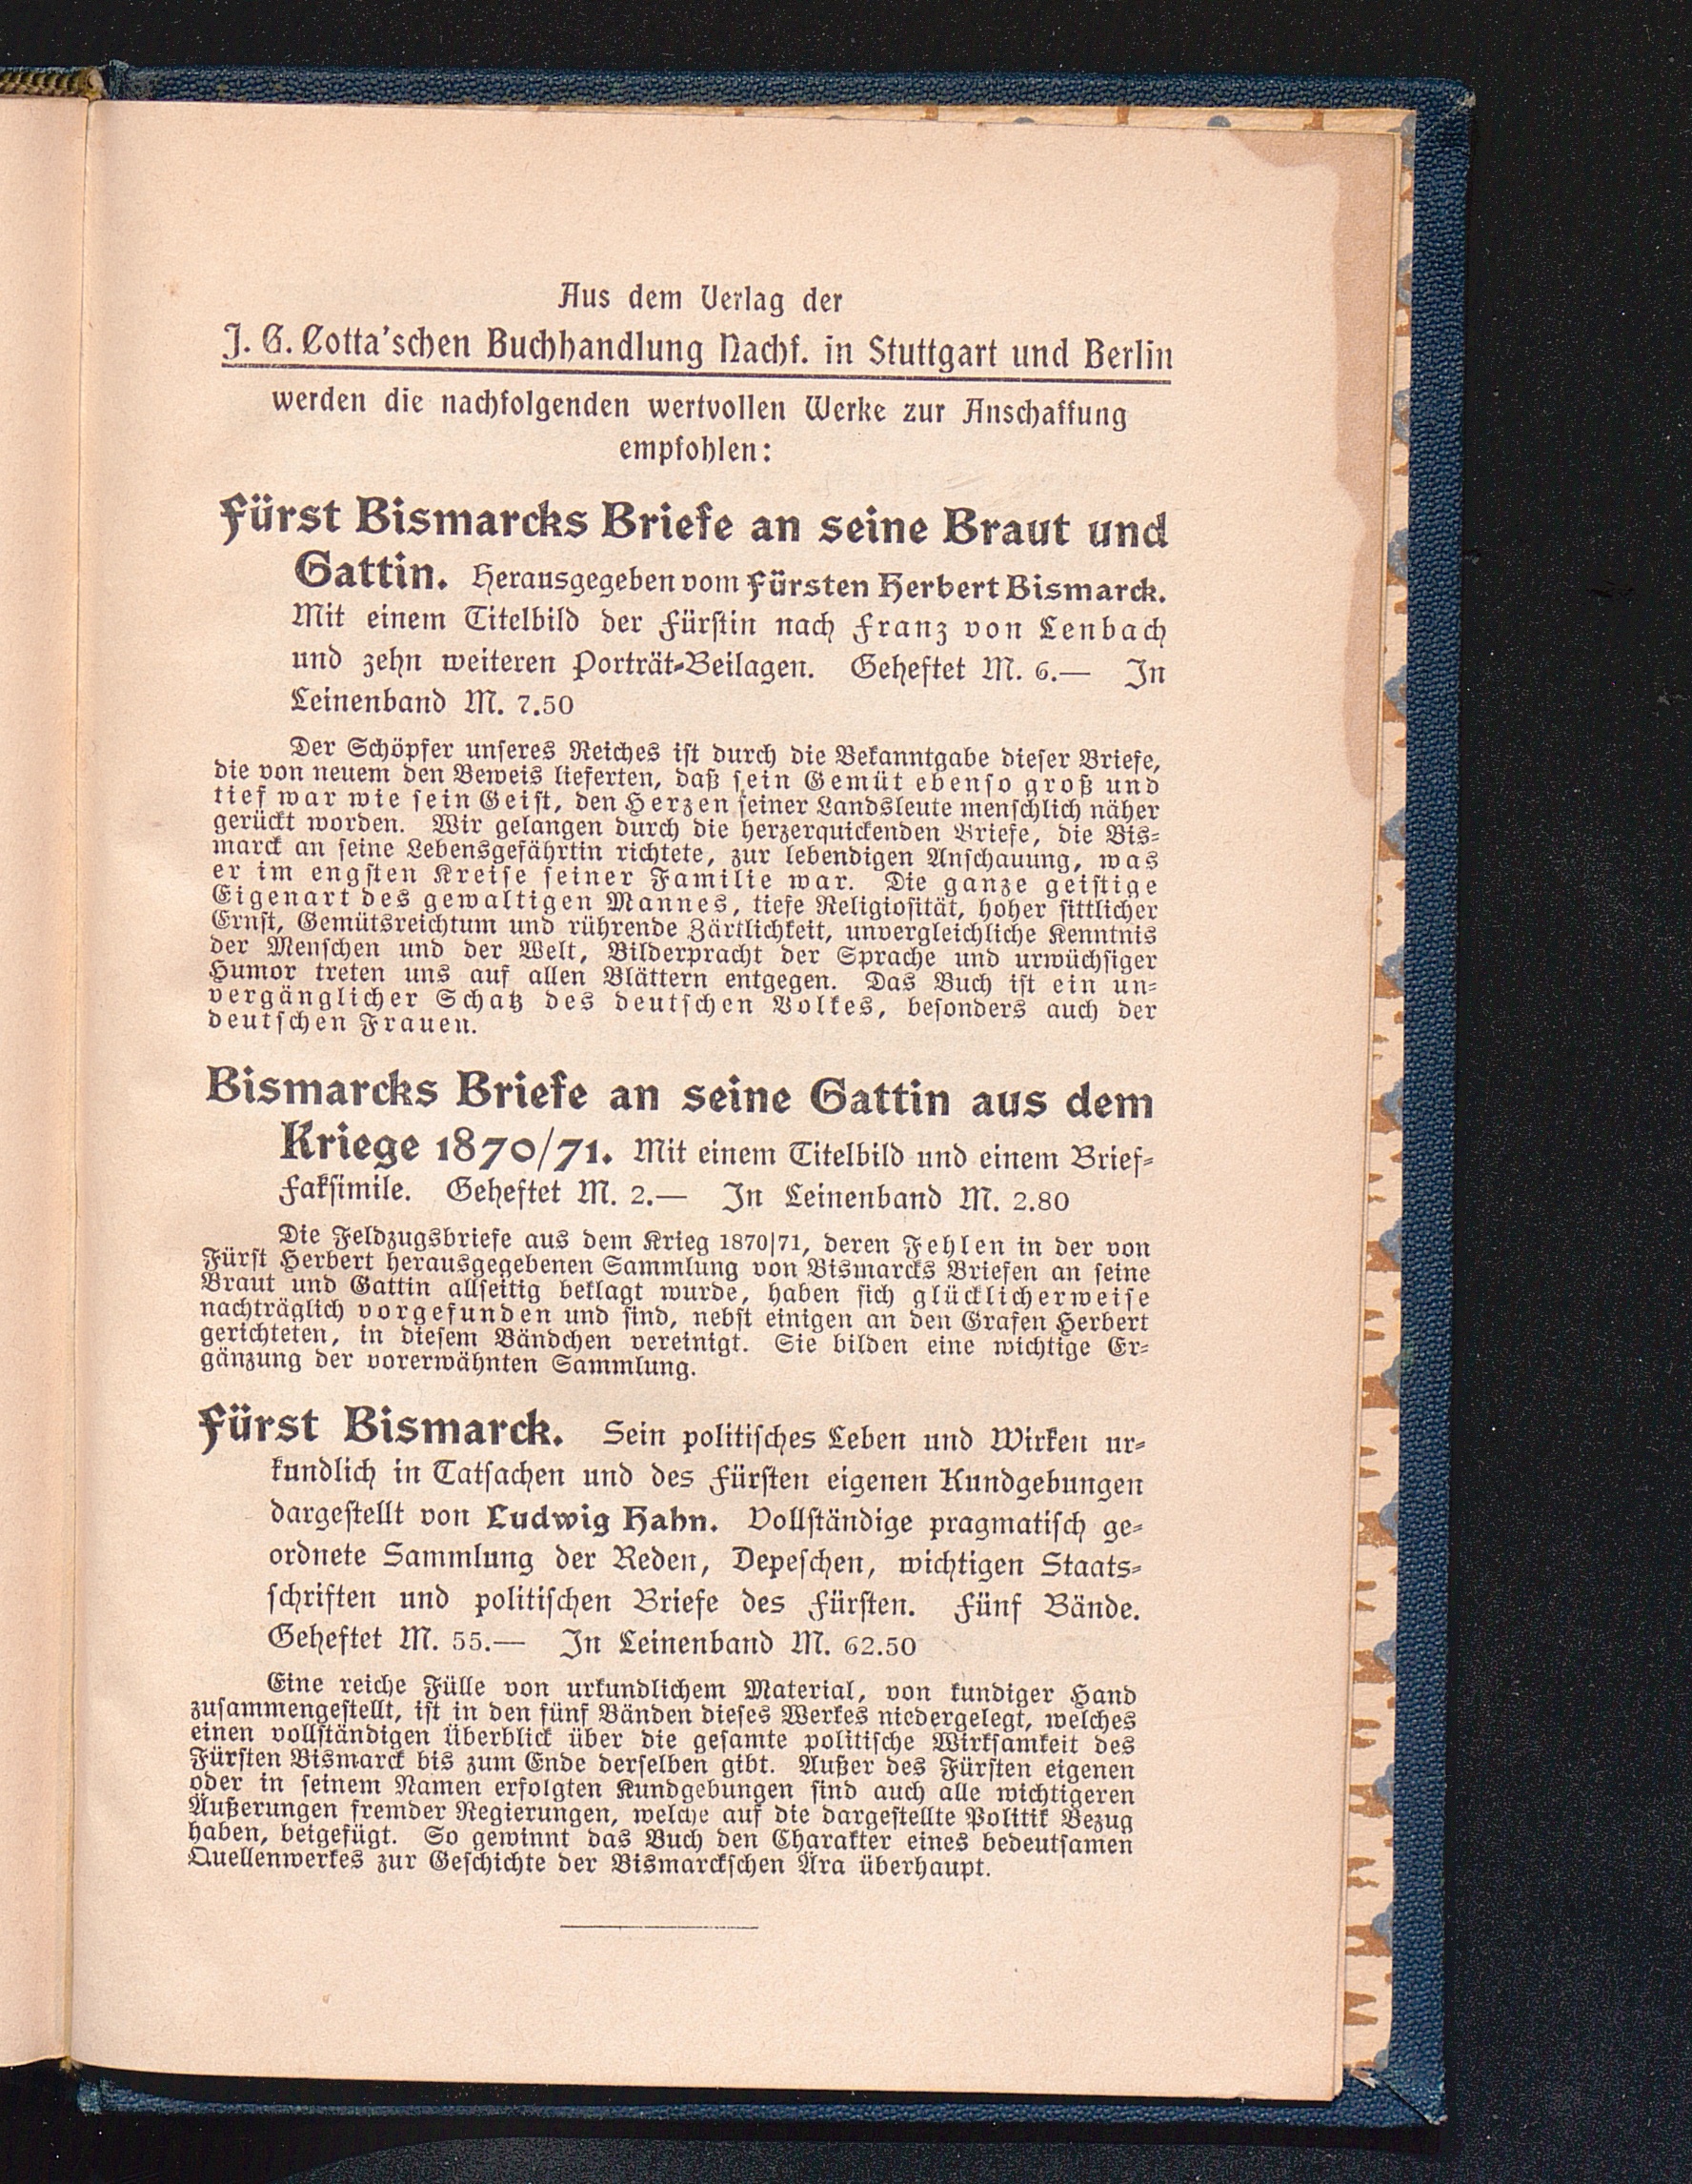 Aus dem Verlag der
J. G. Cotta'schen Buchhandlung Nachf. in Stuttgart und Berlin
werden die nachfolgenden wertvollen Werke zur Anschaffung
empfohlen:
Fürst Bismarcks Briefe an seine Braut und
Gattin. Herausgegeben vom Fürsten Herbert Bismarck.
Mit einem Titelbild der Fürstin nach Franz von Lenbach
und zehn weiteren Porträt-Beilagen. Geheftet M. 6.— In
Leinenband M. 7.50
Der Schöpfer unseres Reiches ist durch die Bekanntgabe dieser Briefe,
die von neuem den Beweis lieferten, daß sein Gemüt ebenso groß und
tief war wie sein Geist, den Herzen seiner Landsleute menschlich näher
gerückt worden. Wir gelangen durch die herzerquickenden Briefe, die Bis-
marck an seine Lebensgefährtin richtete, zur lebendigen Anschauung, was
er im engsten Kreise seiner Familie war. Die ganze geistige
Eigenart des gewaltigen Mannes, tiefe Religiosität, hoher sittlicher
Ernst, Gemütsreichtum und rührende Zärtlichkeit, unvergleichliche Kenntnis
der Menschen und der Welt, Bilderpracht der Sprache und urwüchsiger
Humor treten uns auf allen Blättern entgegen. Das Buch ist ein un-
vergänglicher Schatz des deutschen Volkes, besonders auch der
deutschen Frauen.
Bismarcks Briefe an seine Gattin aus dem
Kriege 1870/71. Mit einem Titelbild und einem Brief-
Faksimile. Geheftet M. 2.— In Leinenband M. 2.80
Die Feldzugsbriefe aus dem Krieg 1870/71, deren Fehlen in der von
Fürst Herbert herausgegebenen Sammlung von Bismarcks Briefen an seine
Braut und Gattin allseitig beklagt wurde, haben sich glücklicherweise
nachträglich vorgefunden und sind, nebst einigen an den Grafen Herbert
gerichteten, in diesem Bändchen vereinigt. Sie bilden eine wichtige Er-
gänzung der vorerwähnten Sammlung.
Fürst Bismarck. Sein politisches Leben und Wirken ur-
kundlich in Tatsachen und des Fürsten eigenen Kundgebungen
dargestellt von Ludwig Hahn. Vollständige pragmatisch ge-
ordnete Sammlung der Reden, Depeschen, wichtigen Staats-
schriften und politischen Briefe des Fürsten. Fünf Bände.
Geheftet M. 55.— In Leinenband M. 62.50
Eine reiche Fülle von urkundlichem Material, von kundiger Hand
zusammengestellt, ist in den fünf Bänden dieses Werkes niedergelegt, welches
einen vollständigen Überblick über die gesamte politische Wirksamkeit des
Fürsten Bismarck bis zum Ende derselben gibt. Außer des Fürsten eigenen
oder in seinem Namen erfolgten Kundgebungen sind auch alle wichtigeren
Äußerungen fremder Regierungen, welche auf die dargestellte Politik Bezug
haben, beigefügt. So gewinnt das Buch den Charakter eines bedeutsamen
Quellenwerkes zur Geschichte der Bismarckschen Ära überhaupt.